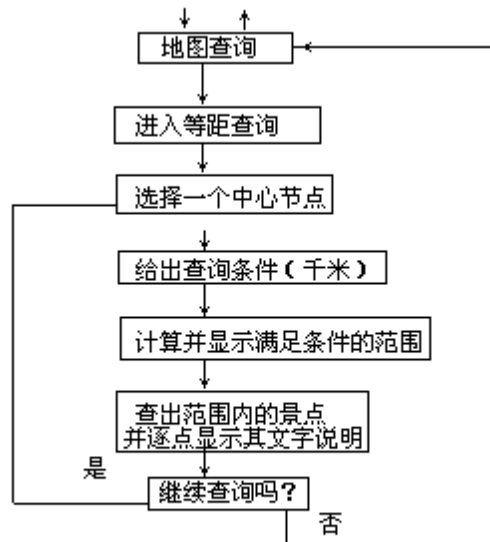 地图查询
进入等距查询
选择一个中心节点
给出查询条件(千米)
计算并显示满足条件的范围
查出范围内的景点
并逐点显示其文字说明
是
继续查询吗?
否